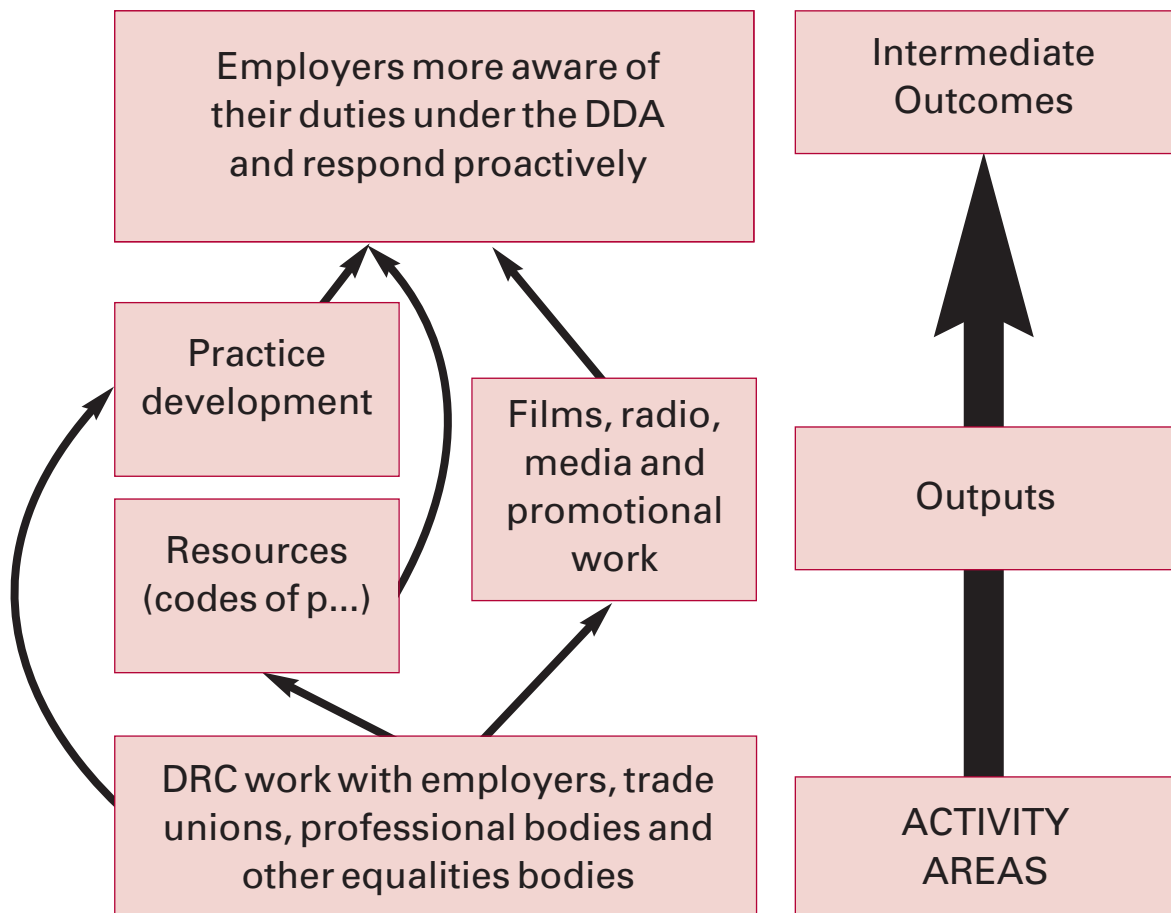 Employers more aware of
their duties under the DDA
and respond proactively
Intermediate
Outcomes
Practice
development
Films, radio,
media and
promotional
work
Outputs
Resources
(codes of p...)
DRC work with employers, trade
unions, professional bodies and
other equalities bodies
ACTIVITY
AREAS